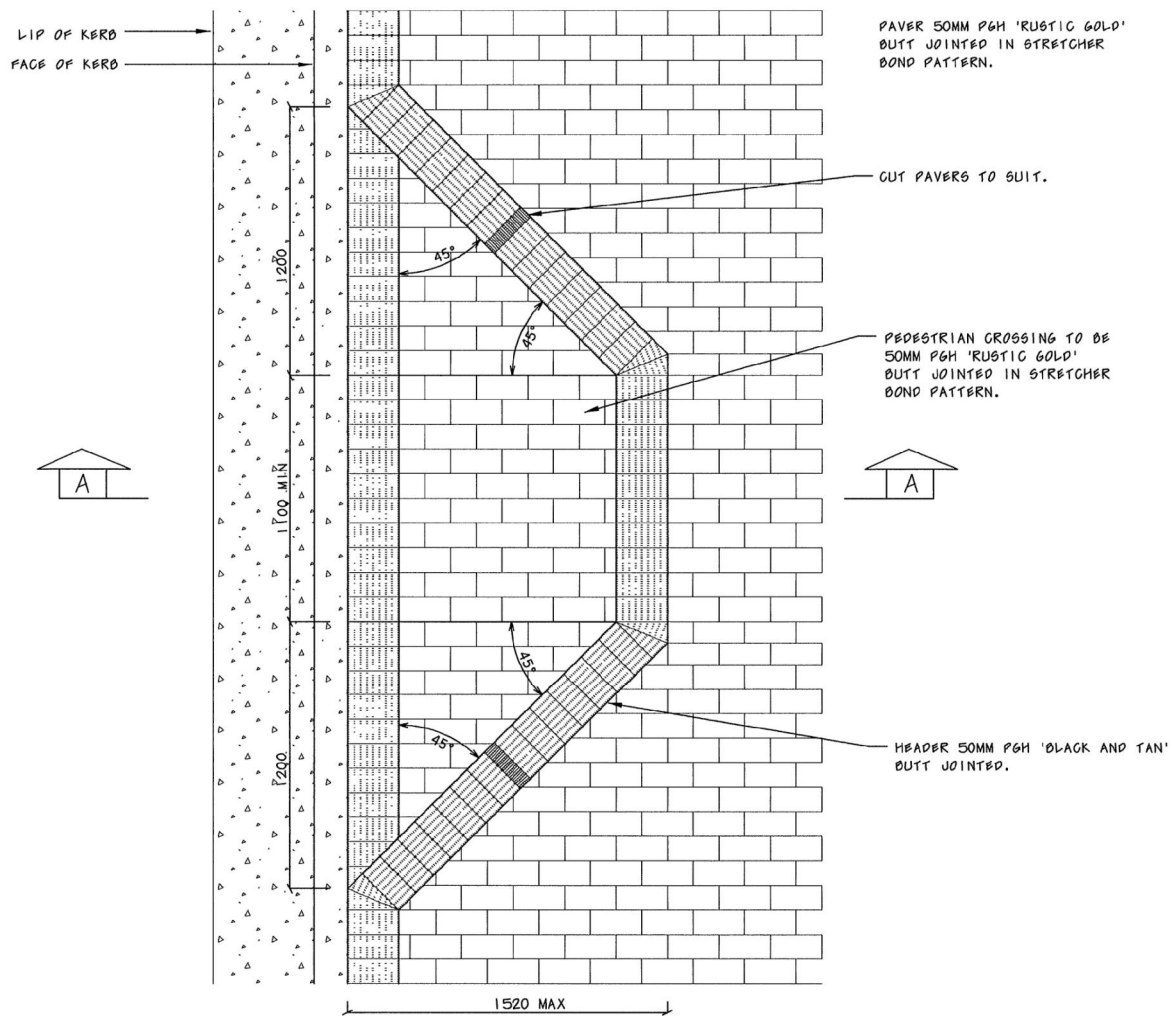 LIP OF KERB
FACE OF KERB
PAVER 50MM PGH 'RUSTIC GOLD'
BUTT JOINTED IN STRETCHER
BOND PATTERN.
CUT PAVERS TO SUIT.
45°
1200
45°
PEDESTRIAN CROSSING TO BE
50MM PGH 'RUSTIC GOLD'
BUTT JOINTED IN STRETCHER
BOND PATTERN.
A
1100 MIN
A
45°
45°
1200
HEADER 50MM PGH 'BLACK AND TAN'
BUTT JOINTED.
1520 MAX